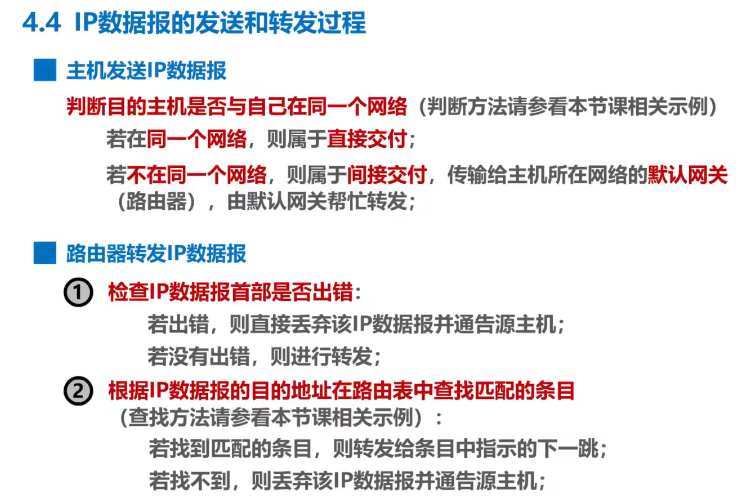 4.4 IP数据报的发送和转发过程
主机发送IP数据报
判断目的主机是否与自己在同一个网络（判断方法请参看本节课相关示例）
若在同一个网络，则属于直接交付；
若不在同一个网络，则属于间接交付，传输给主机所在网络的默认网关
（路由器），由默认网关帮忙转发；
路由器转发IP数据报
① 检查IP数据报首部是否出错：
若出错，则直接丢弃该IP数据报并通告源主机；
若没有出错，则进行转发；
② 根据IP数据报的目的地址在路由表中查找匹配的条目
（查找方法请参看本节课相关示例）：
若找到匹配的条目，则转发给条目中指示的下一跳；
若找不到，则丢弃该IP数据报并通告源主机；